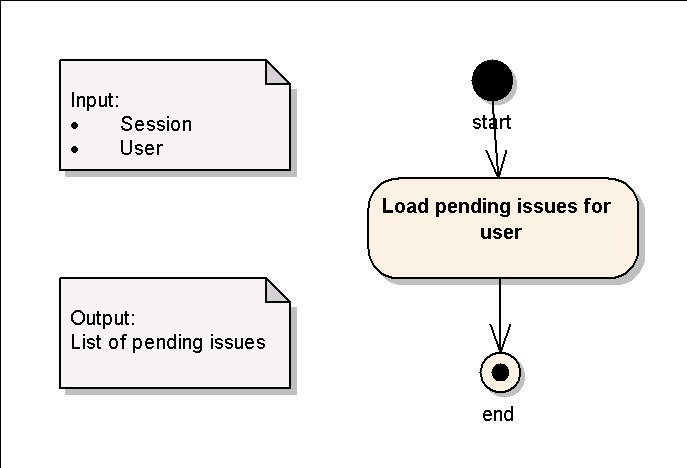 Input:
• Session
• User
start
Load pending issues for
user
Output:
List of pending issues
end